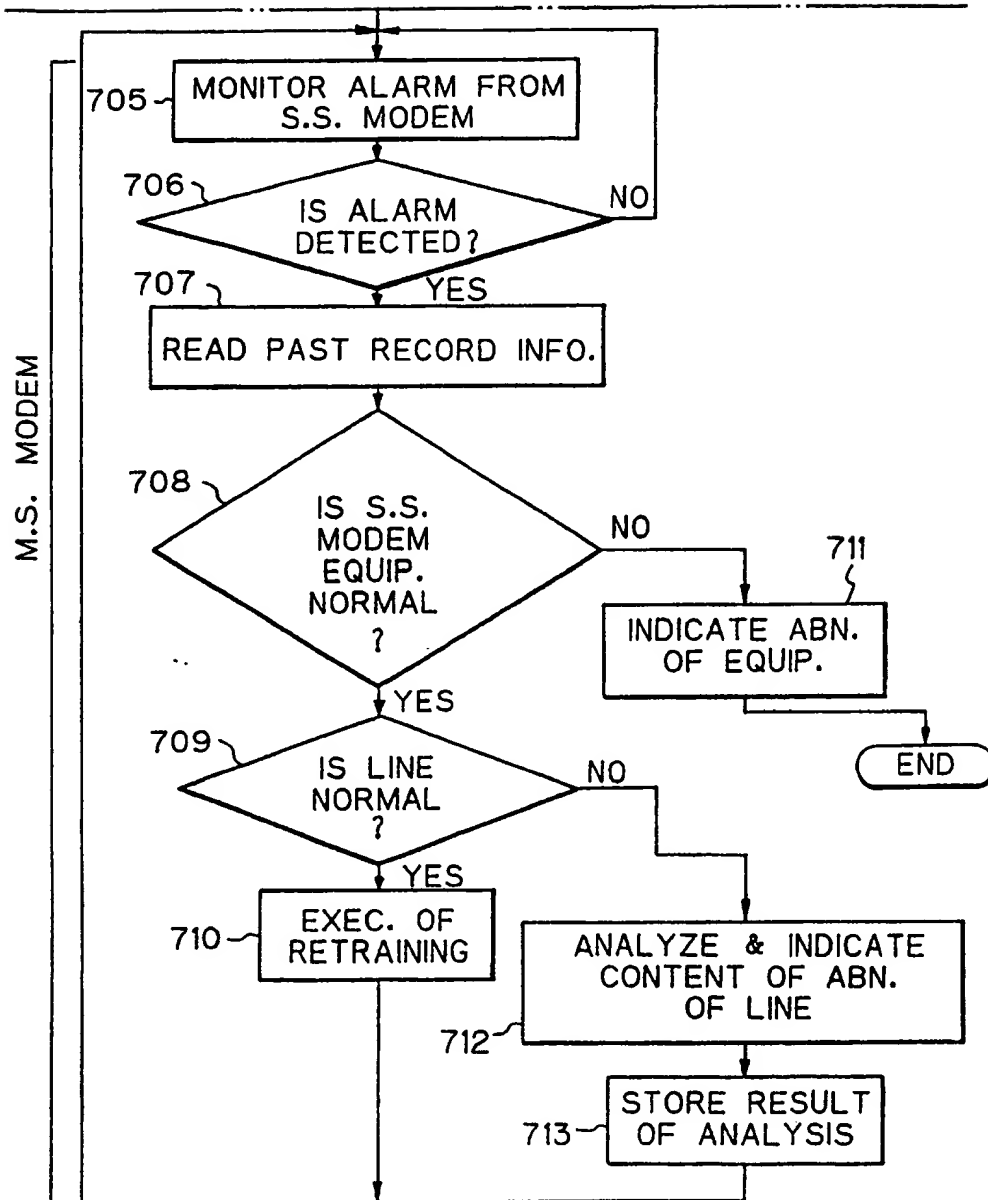 M.S. MODEM
705
MONITOR ALARM FROM
S.S. MODEM
706
IS ALARM
DETECTED?
NO
YES
707
READ PAST RECORD INFO.
708
IS S.S.
MODEM
EQUIP.
NORMAL
?
NO
711
INDICATE ABN.
OF EQUIP.
END
YES
709
IS LINE
NORMAL
?
NO
YES
710
EXEC. OF
RETRAINING
ANALYZE & INDICATE
CONTENT OF ABN.
OF LINE
712
STORE RESULT
OF ANALYSIS
713